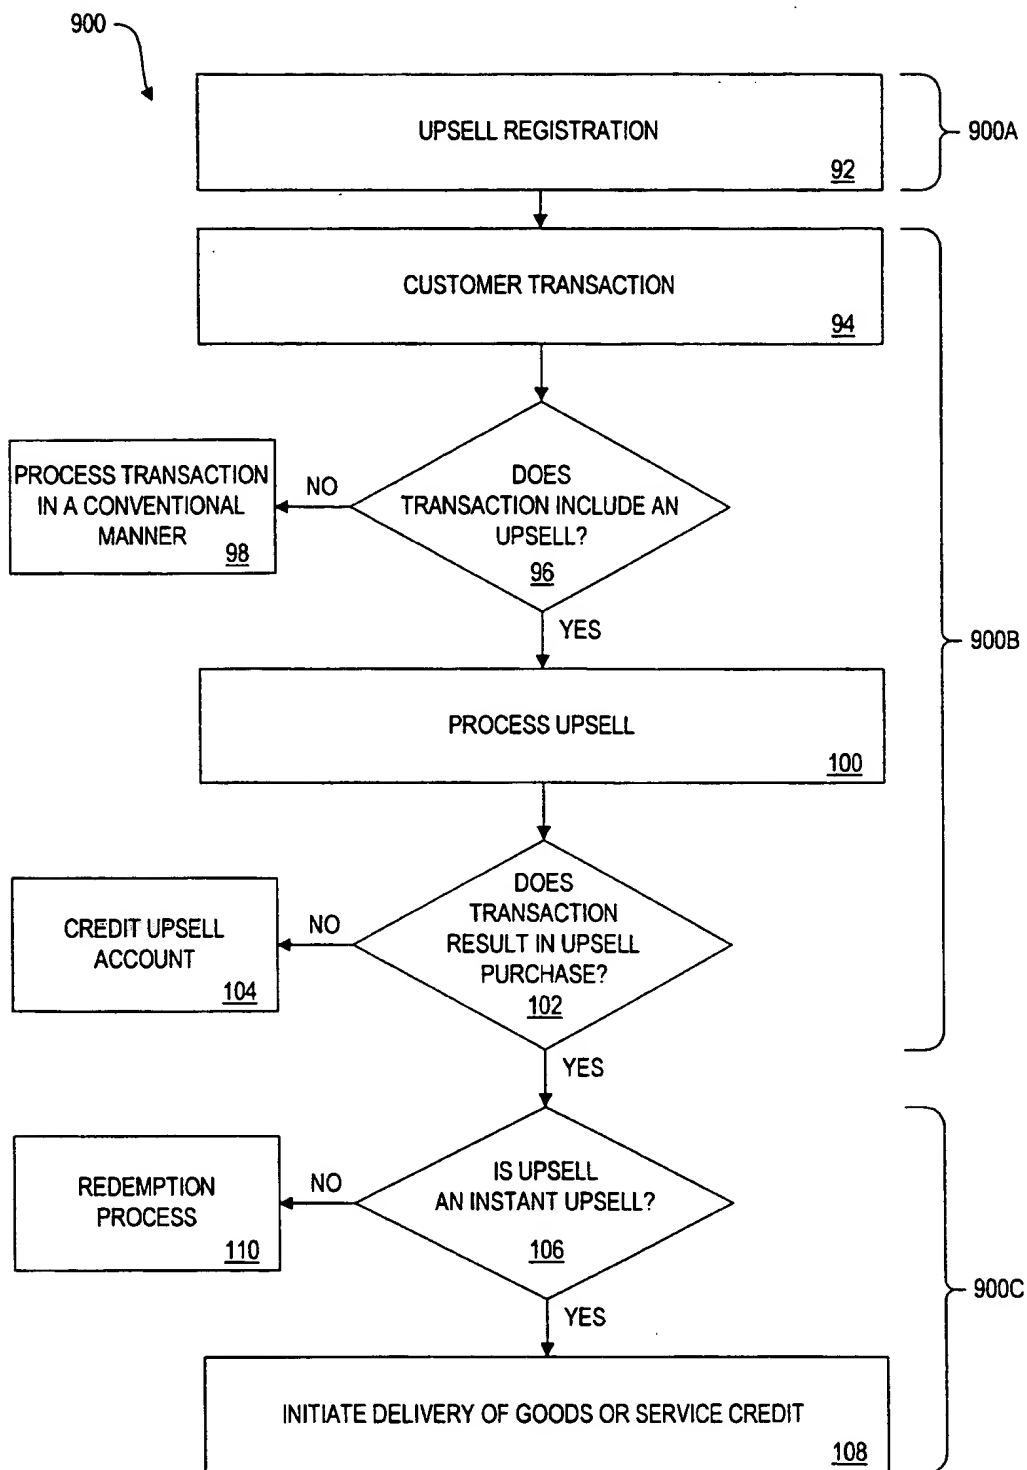 900
UPSELL REGISTRATION
92
900A
CUSTOMER TRANSACTION
94
PROCESS TRANSACTION
IN A CONVENTIONAL
MANNER
98
NO
DOES
TRANSACTION INCLUDE AN
UPSELL?
96
YES
900B
PROCESS UPSELL
100
CREDIT UPSELL
ACCOUNT
104
NO
DOES
TRANSACTION
RESULT IN UPSELL
PURCHASE?
102
YES
REDEMPTION
PROCESS
110
NO
IS UPSELL
AN INSTANT UPSELL?
106
YES
900C
INITIATE DELIVERY OF GOODS OR SERVICE CREDIT
108